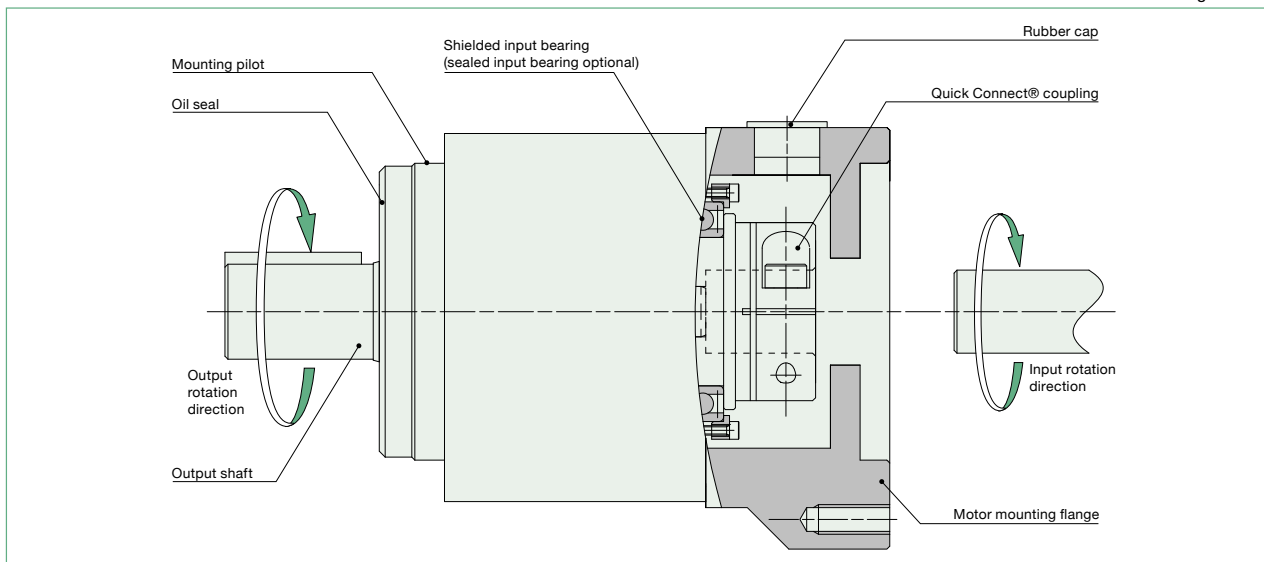 Rubber cap
Shielded input bearing
(sealed input bearing optional)
Mounting pilot
Quick Connect® coupling
Oil seal
Output
rotation
direction
Input rotation
direction
Output shaft
Motor mounting flange